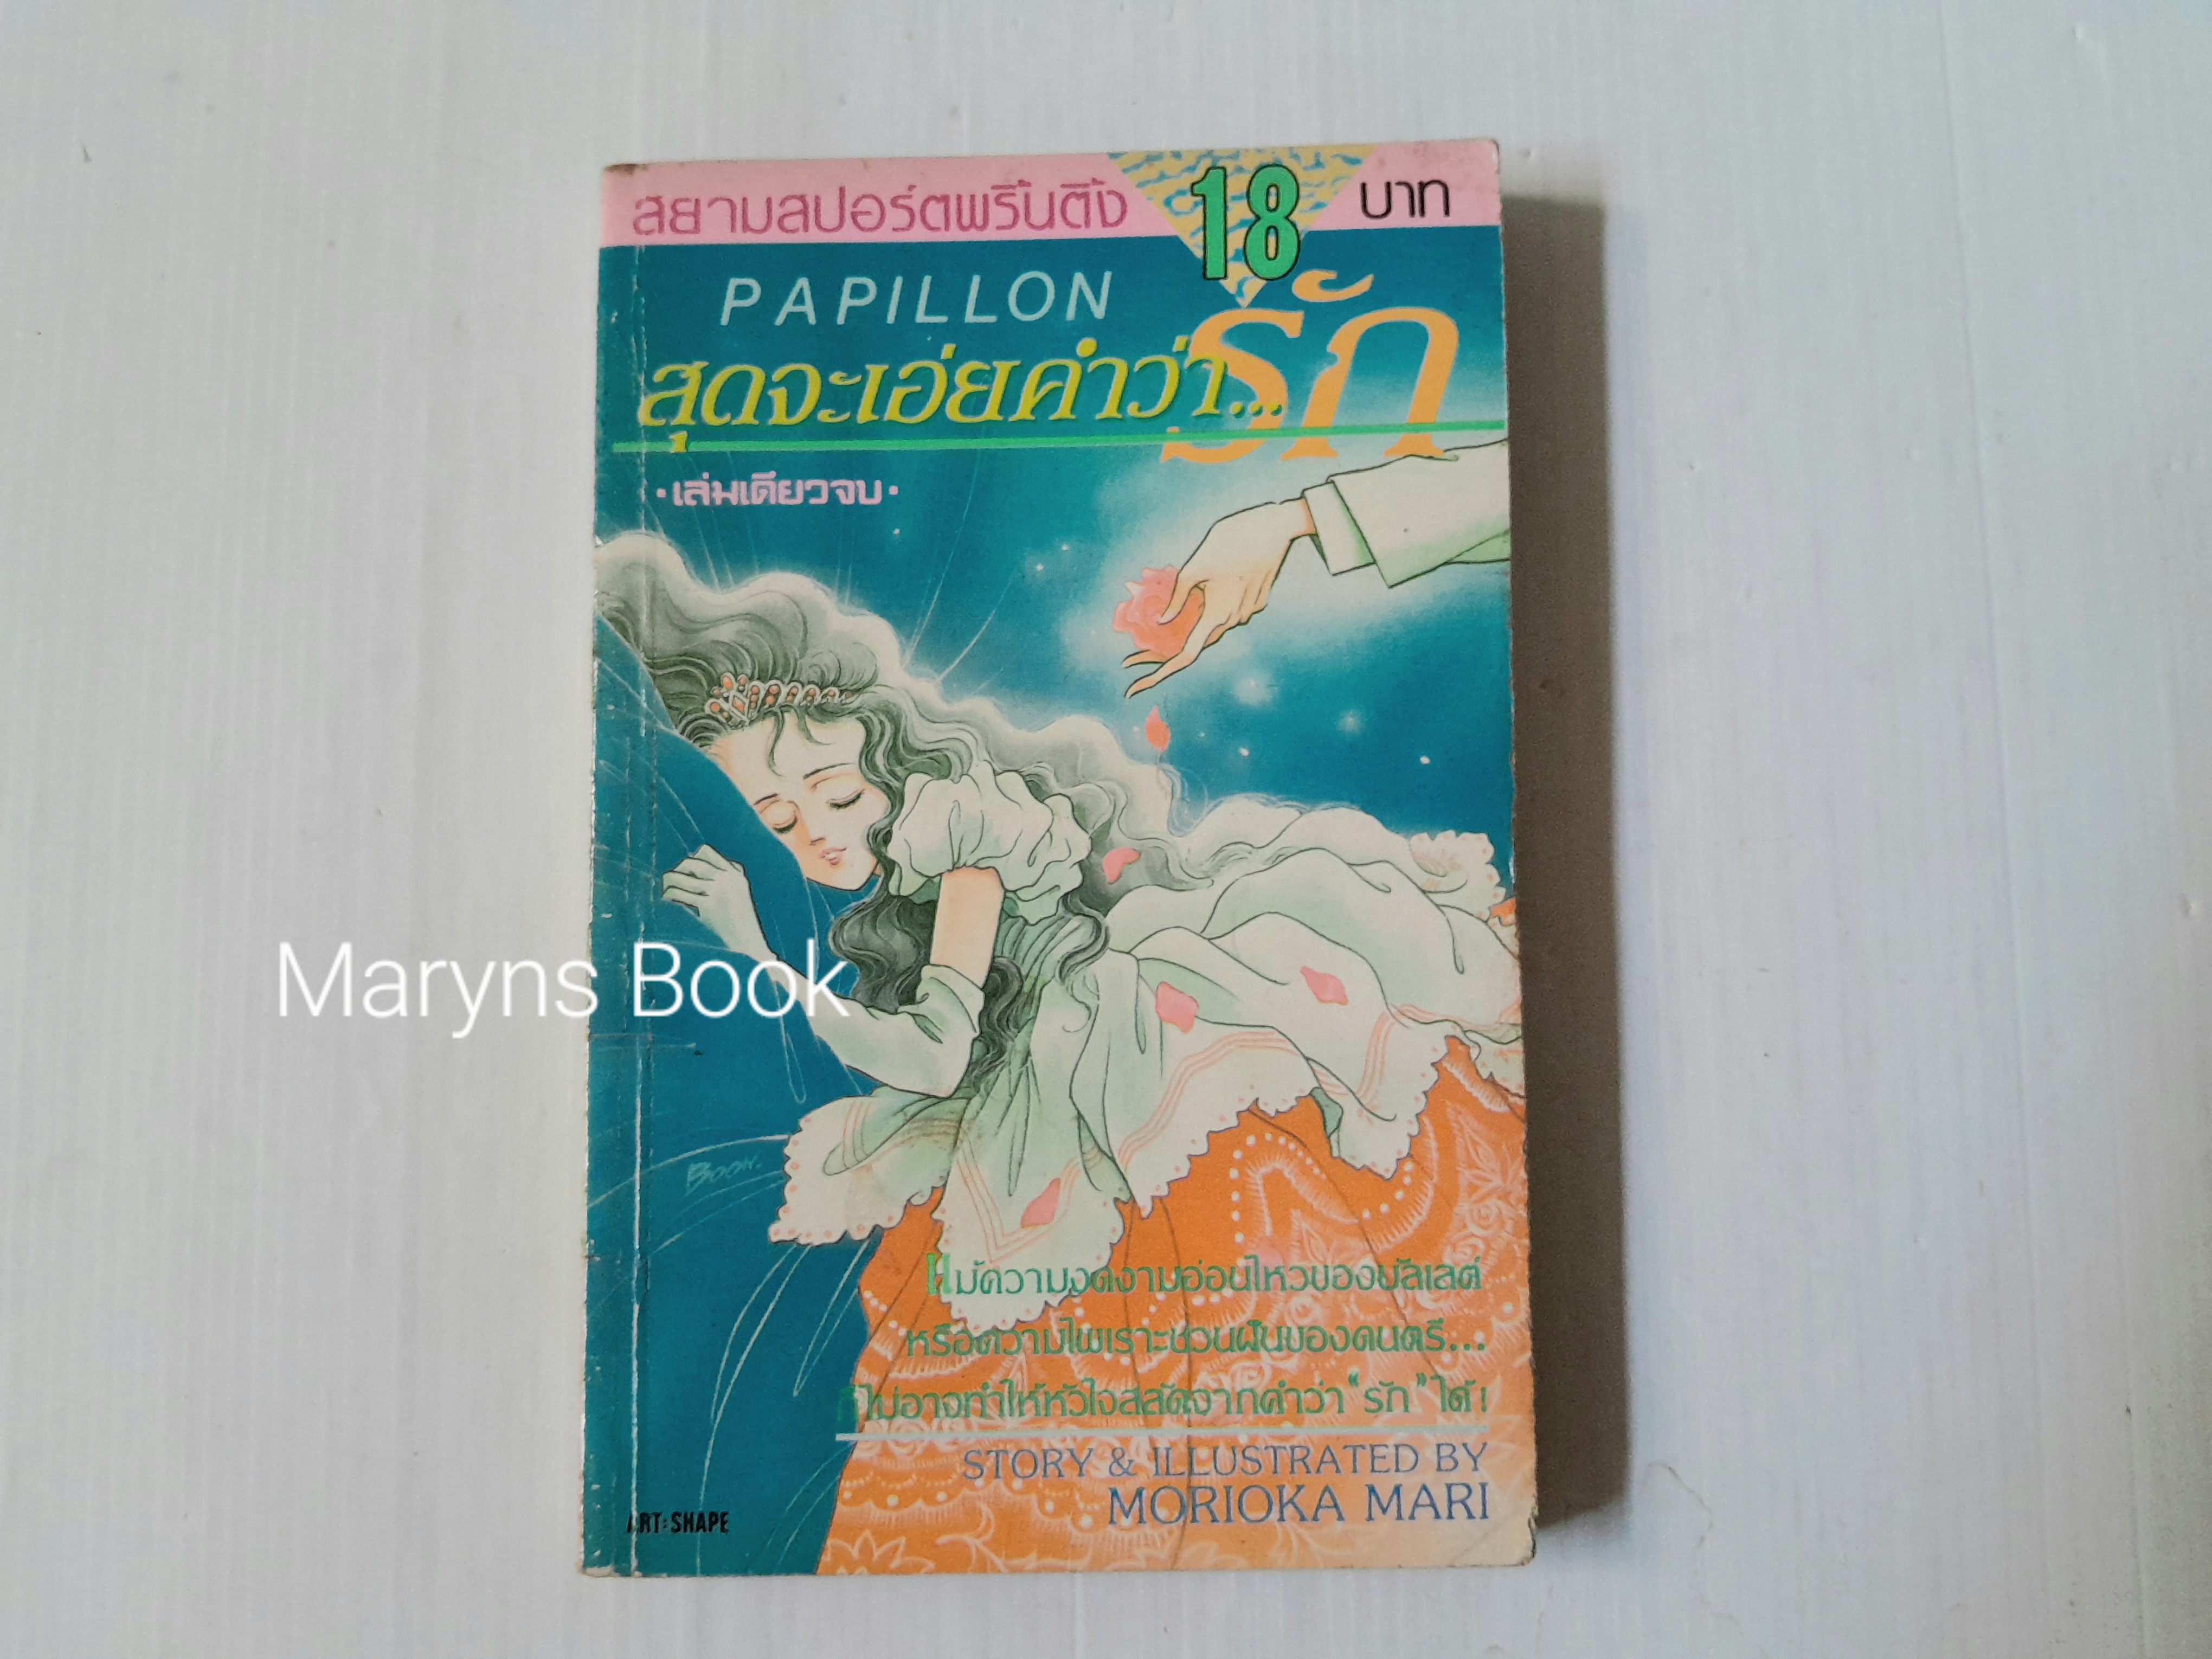 สยามสปอร์ตพริ้นติ้ง 18 บาท
PAPILLON
สุดจะเอ่ยคำว่า... รัก
·เล่มเดียวจบ·
Maryns Book
BOON-
แม้ความงดงามอ่อนไหวของบัลเลต์
หรือความไพเราะชวนฝันของดนตรี...
ก็ไม่อาจทำให้หัวใจสลัดจากคำว่า "รัก" ได้!
STORY & ILLUSTRATED BY
MORIOKA MARI
ART:SHAPE